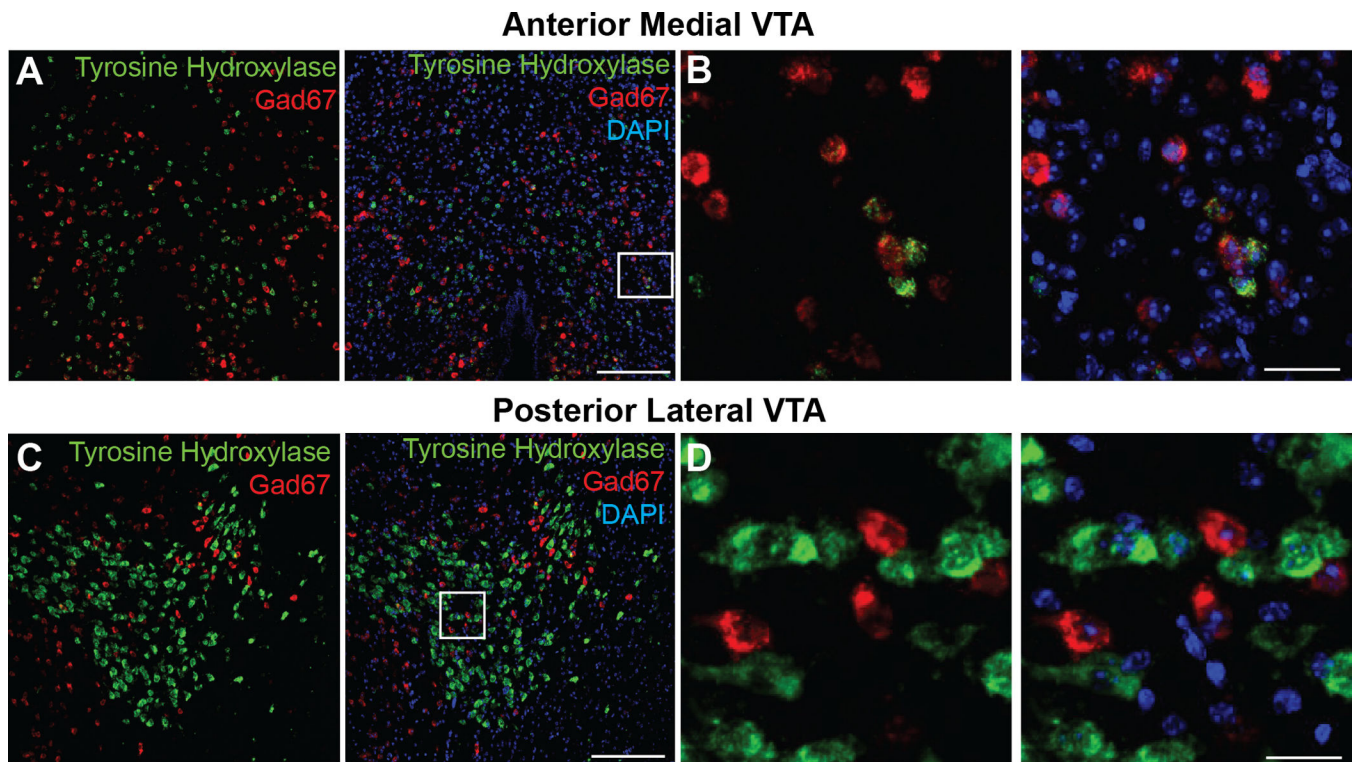 Anterior Medial VTA
A
Tyrosine Hydroxylase
Gad67
Tyrosine Hydroxylase
Gad67
DAPI
B
Posterior Lateral VTA
C
Tyrosine Hydroxylase
Gad67
Tyrosine Hydroxylase
Gad67
DAPI
D